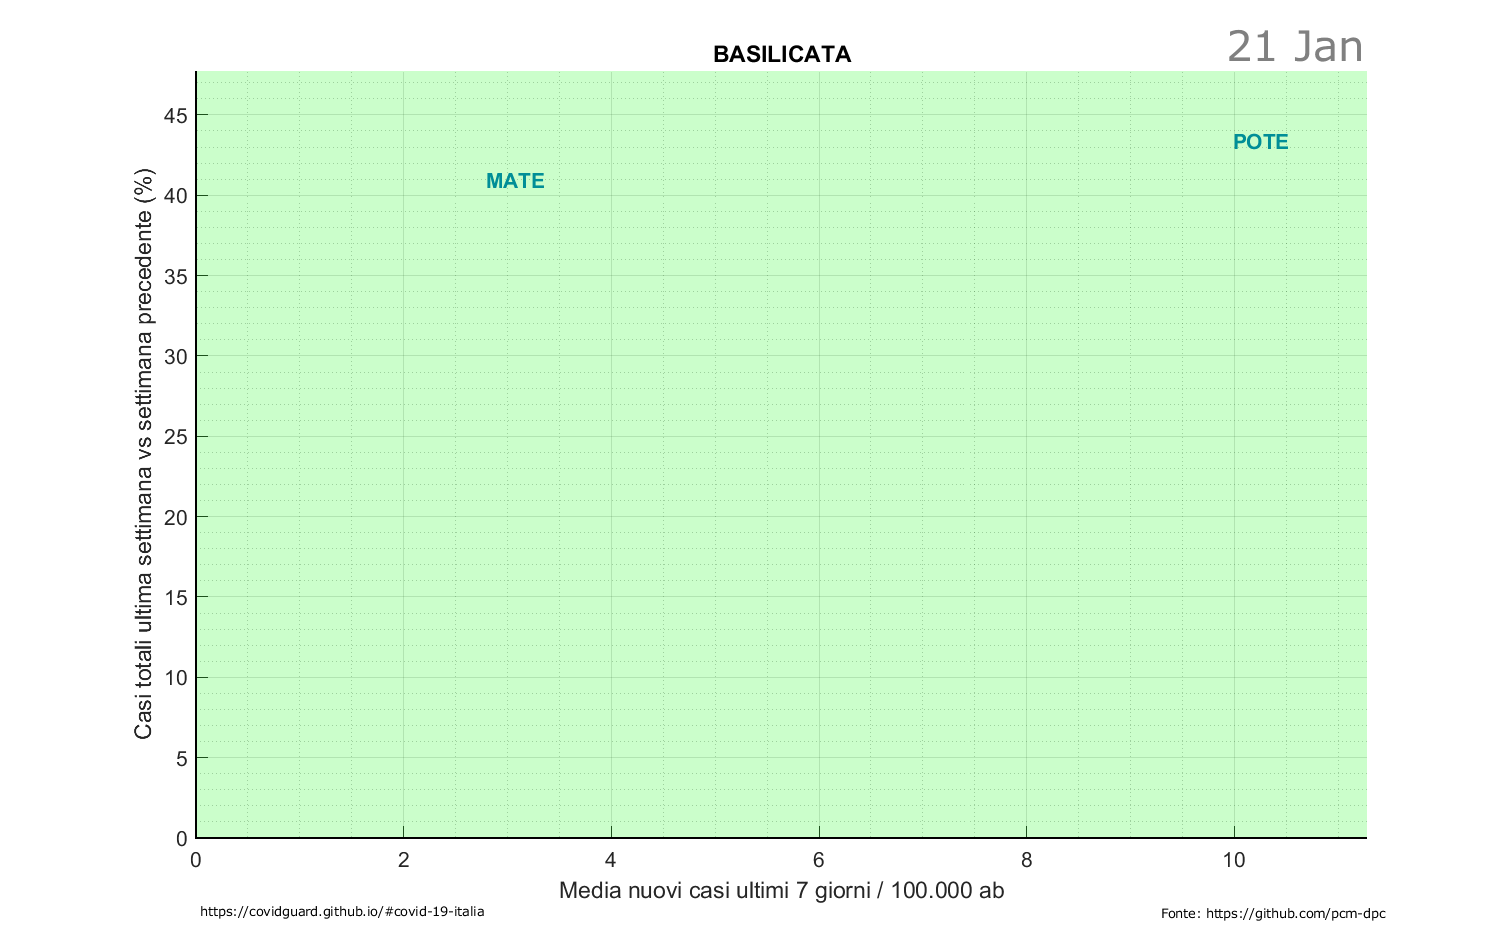 21 Jan
BASILICATA
45
40
35
30
25
20
15
10
5
0
Casi totali ultima settimana vs settimana precedente (%)
MATE
POTE
0 2 4 6 8 10
Media nuovi casi ultimi 7 giorni / 100.000 ab
https://covidguard.github.io/#covid-19-italia
Fonte: https://github.com/pcm-dpc